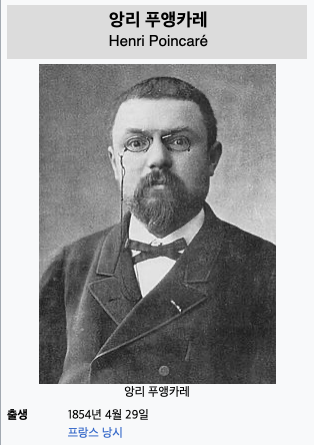 앙리 푸앵카레
Henri Poincaré
앙리 푸앵카레
출생 1854년 4월 29일
프랑스 낭시